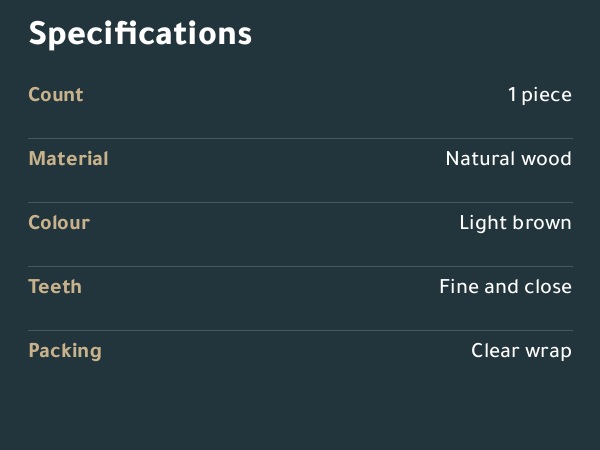 Specifications
Count 1 piece
Material Natural wood
Colour Light brown
Teeth Fine and close
Packing Clear wrap